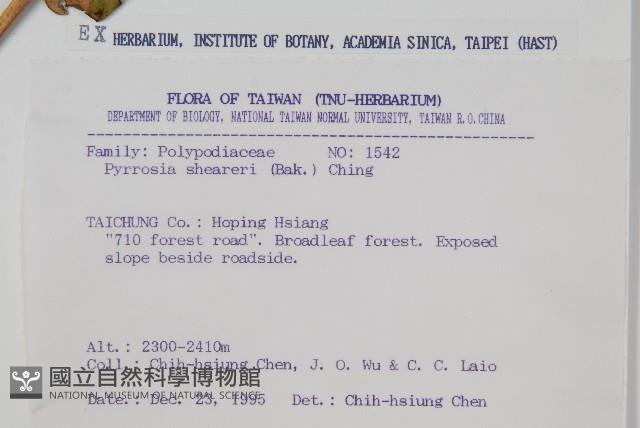 EX HERBARIUM, INSTITUTE OF BOTANY, ACADEMIA SINICA, TAIPEI (HAST)
FLORA OF TAIWAN (TNU-HERBARIUM)
DEPARTMENT OF BIOLOGY, NATIONAL TAIWAN NORMAL UNIVERSITY, TAIWAN R.O.CHINA
Family: Polypodiaceae NO: 1542
Pyrrosia sheareri (Bak.) Ching
TAICHUNG Co.: Hoping Hsiang
"710 forest road". Broadleaf forest. Exposed
slope beside roadside.
Alt.: 2300-2410m
Coll.: Chih-hsiung Chen, J. O. Wu & C. C. Laio
國立自然科學博物館
NATIONAL MUSEUM OF NATURAL SCIENCE
Date.: Dec. 23, 1995 Det.: Chih-hsiung Chen